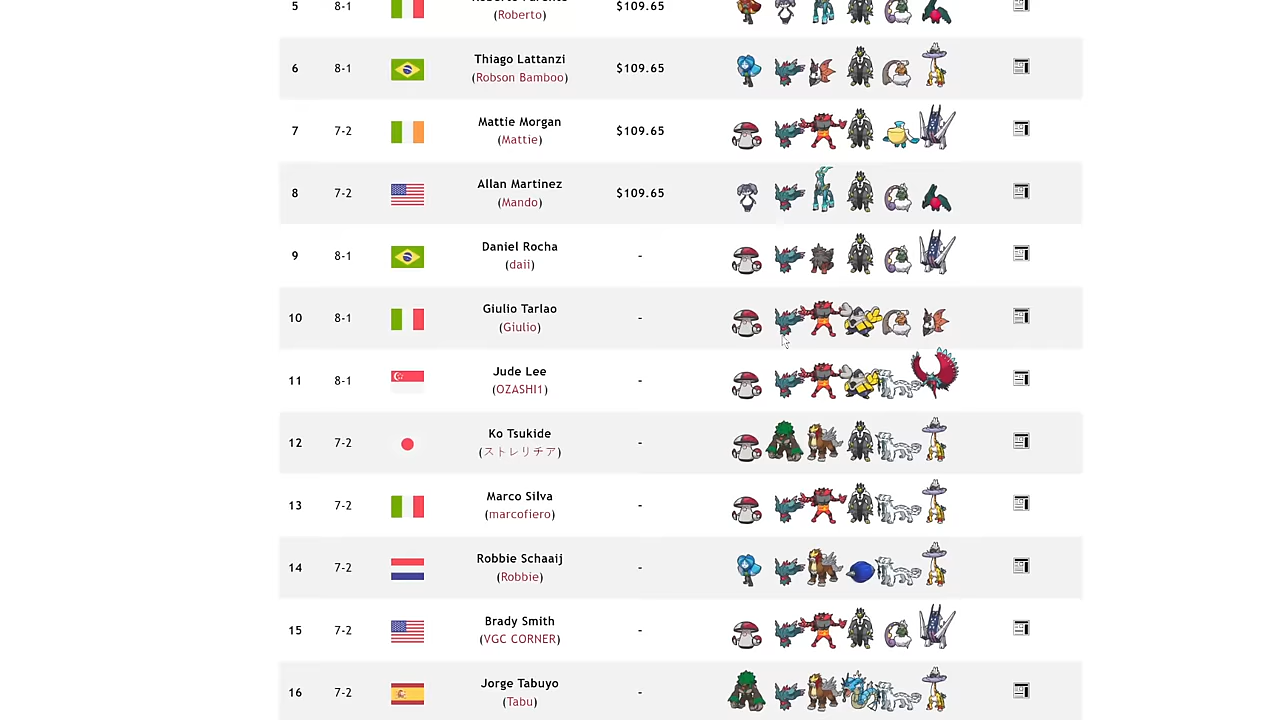 5 8-1 $109.65
(Roberto)
Thiago Lattanzi
6 8-1 $109.65
(Robson Bamboo)
Mattie Morgan
7 7-2 $109.65
(Mattie)
Allan Martinez
8 7-2 $109.65
(Mando)
Daniel Rocha
9 8-1 -
(daii)
Giulio Tarlao
10 8-1 -
(Giulio)
Jude Lee
11 8-1 -
(OZASHI1)
Ko Tsukide
12 7-2 -
(ストレリチア)
Marco Silva
13 7-2 -
(marcofiero)
Robbie Schaaij
14 7-2 -
(Robbie)
Brady Smith
15 7-2 -
(VGC CORNER)
Jorge Tabuyo
16 7-2 -
(Tabu)